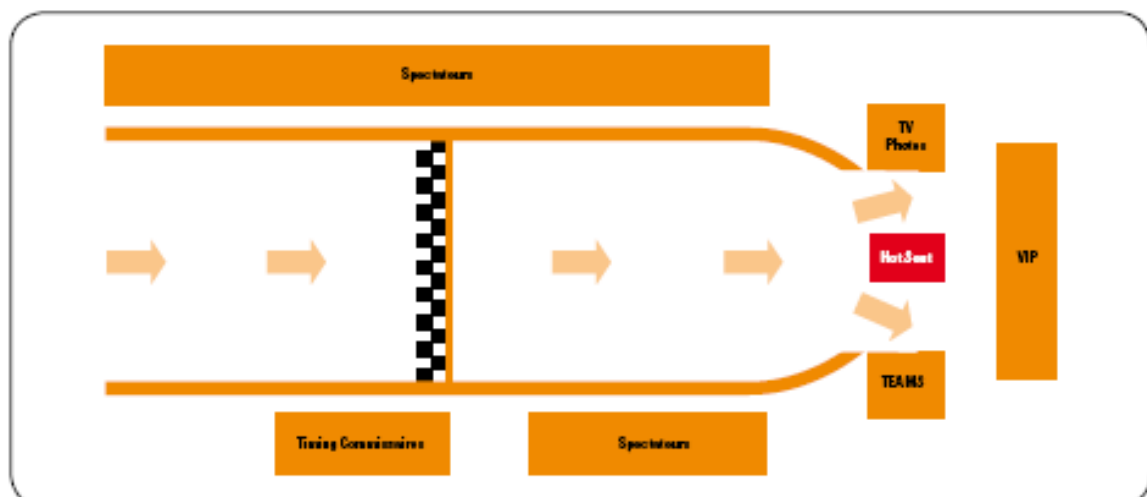 Spectateurs
TV
Photos
Hot Seat
VIP
TEAMS
Timing Commissaires
Spectateurs